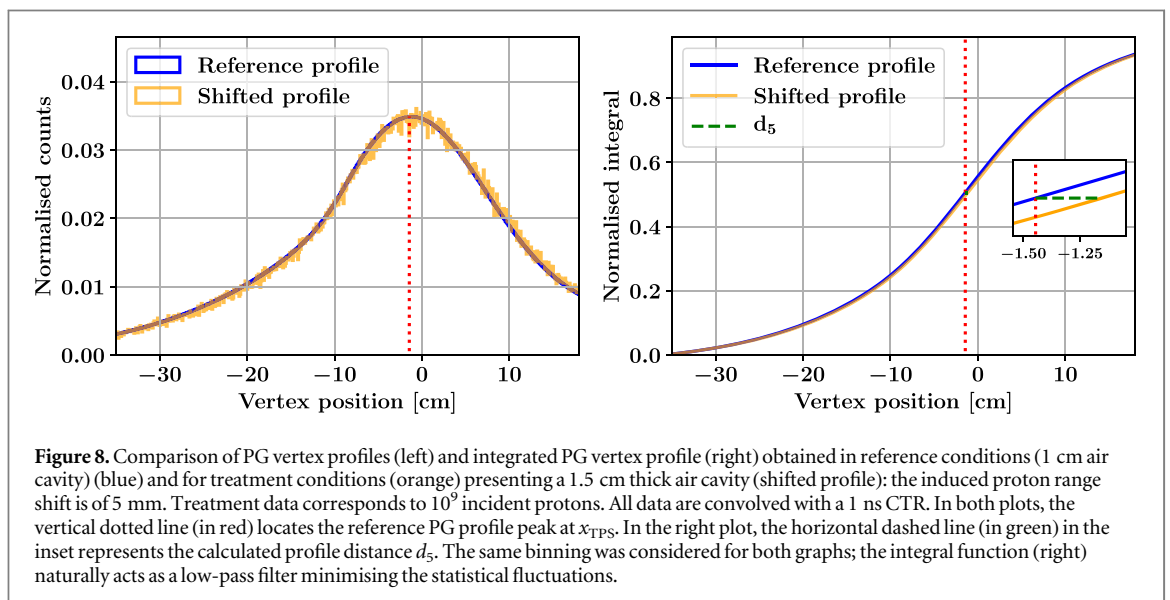 Reference profile
Shifted profile
0.04
0.03
0.02
0.01
0.00
Normalised counts
−30 −20 −10 0 10
Vertex position [cm]
Reference profile
Shifted profile
d₅
0.8
0.6
0.4
0.2
0.0
Normalised integral
−1.50 −1.25
−30 −20 −10 0 10
Vertex position [cm]
Figure 8. Comparison of PG vertex profiles (left) and integrated PG vertex profile (right) obtained in reference conditions (1 cm air
cavity) (blue) and for treatment conditions (orange) presenting a 1.5 cm thick air cavity (shifted profile): the induced proton range
shift is of 5 mm. Treatment data corresponds to 10⁹ incident protons. All data are convolved with a 1 ns CTR. In both plots, the
vertical dotted line (in red) locates the reference PG profile peak at x_TPS. In the right plot, the horizontal dashed line (in green) in the
inset represents the calculated profile distance d₅. The same binning was considered for both graphs; the integral function (right)
naturally acts as a low-pass filter minimising the statistical fluctuations.